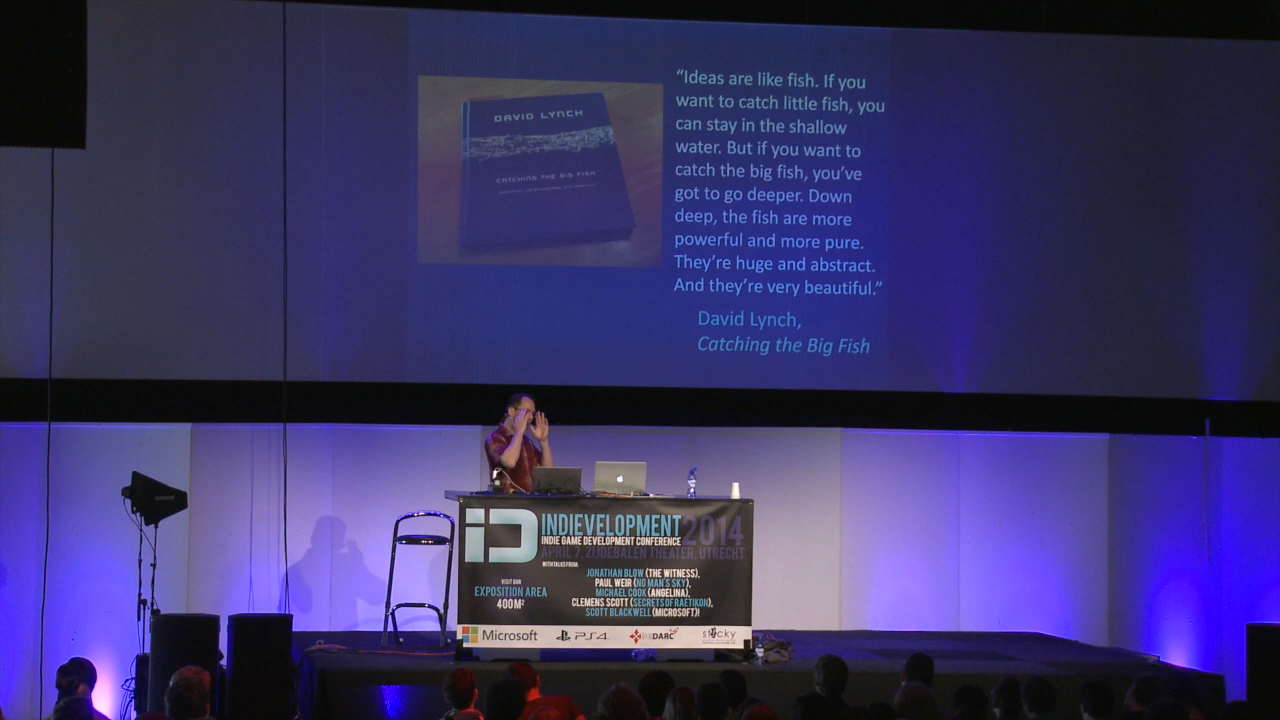 “Ideas are like fish. If you
want to catch little fish, you
can stay in the shallow
water. But if you want to
catch the big fish, you’ve
got to go deeper. Down
deep, the fish are more
powerful and more pure.
They’re huge and abstract.
And they’re very beautiful.”
David Lynch,
Catching the Big Fish
DAVID LYNCH
CATCHING THE BIG FISH
iD
INDIEVELOPMENT 2014
INDIE GAME DEVELOPMENT CONFERENCE
APRIL 7, ZIJDEBALEN THEATER, UTRECHT
WITH TALKS FROM:
JONATHAN BLOW (THE WITNESS),
PAUL WEIR (NO MAN'S SKY),
MICHAEL COOK (ANGELINA),
CLEMENS SCOTT (SECRETS OF RAETIKON),
SCOTT BLACKWELL (MICROSOFT)!
VISIT OUR
EXPOSITION AREA
400M²
Microsoft
PS4
DARC